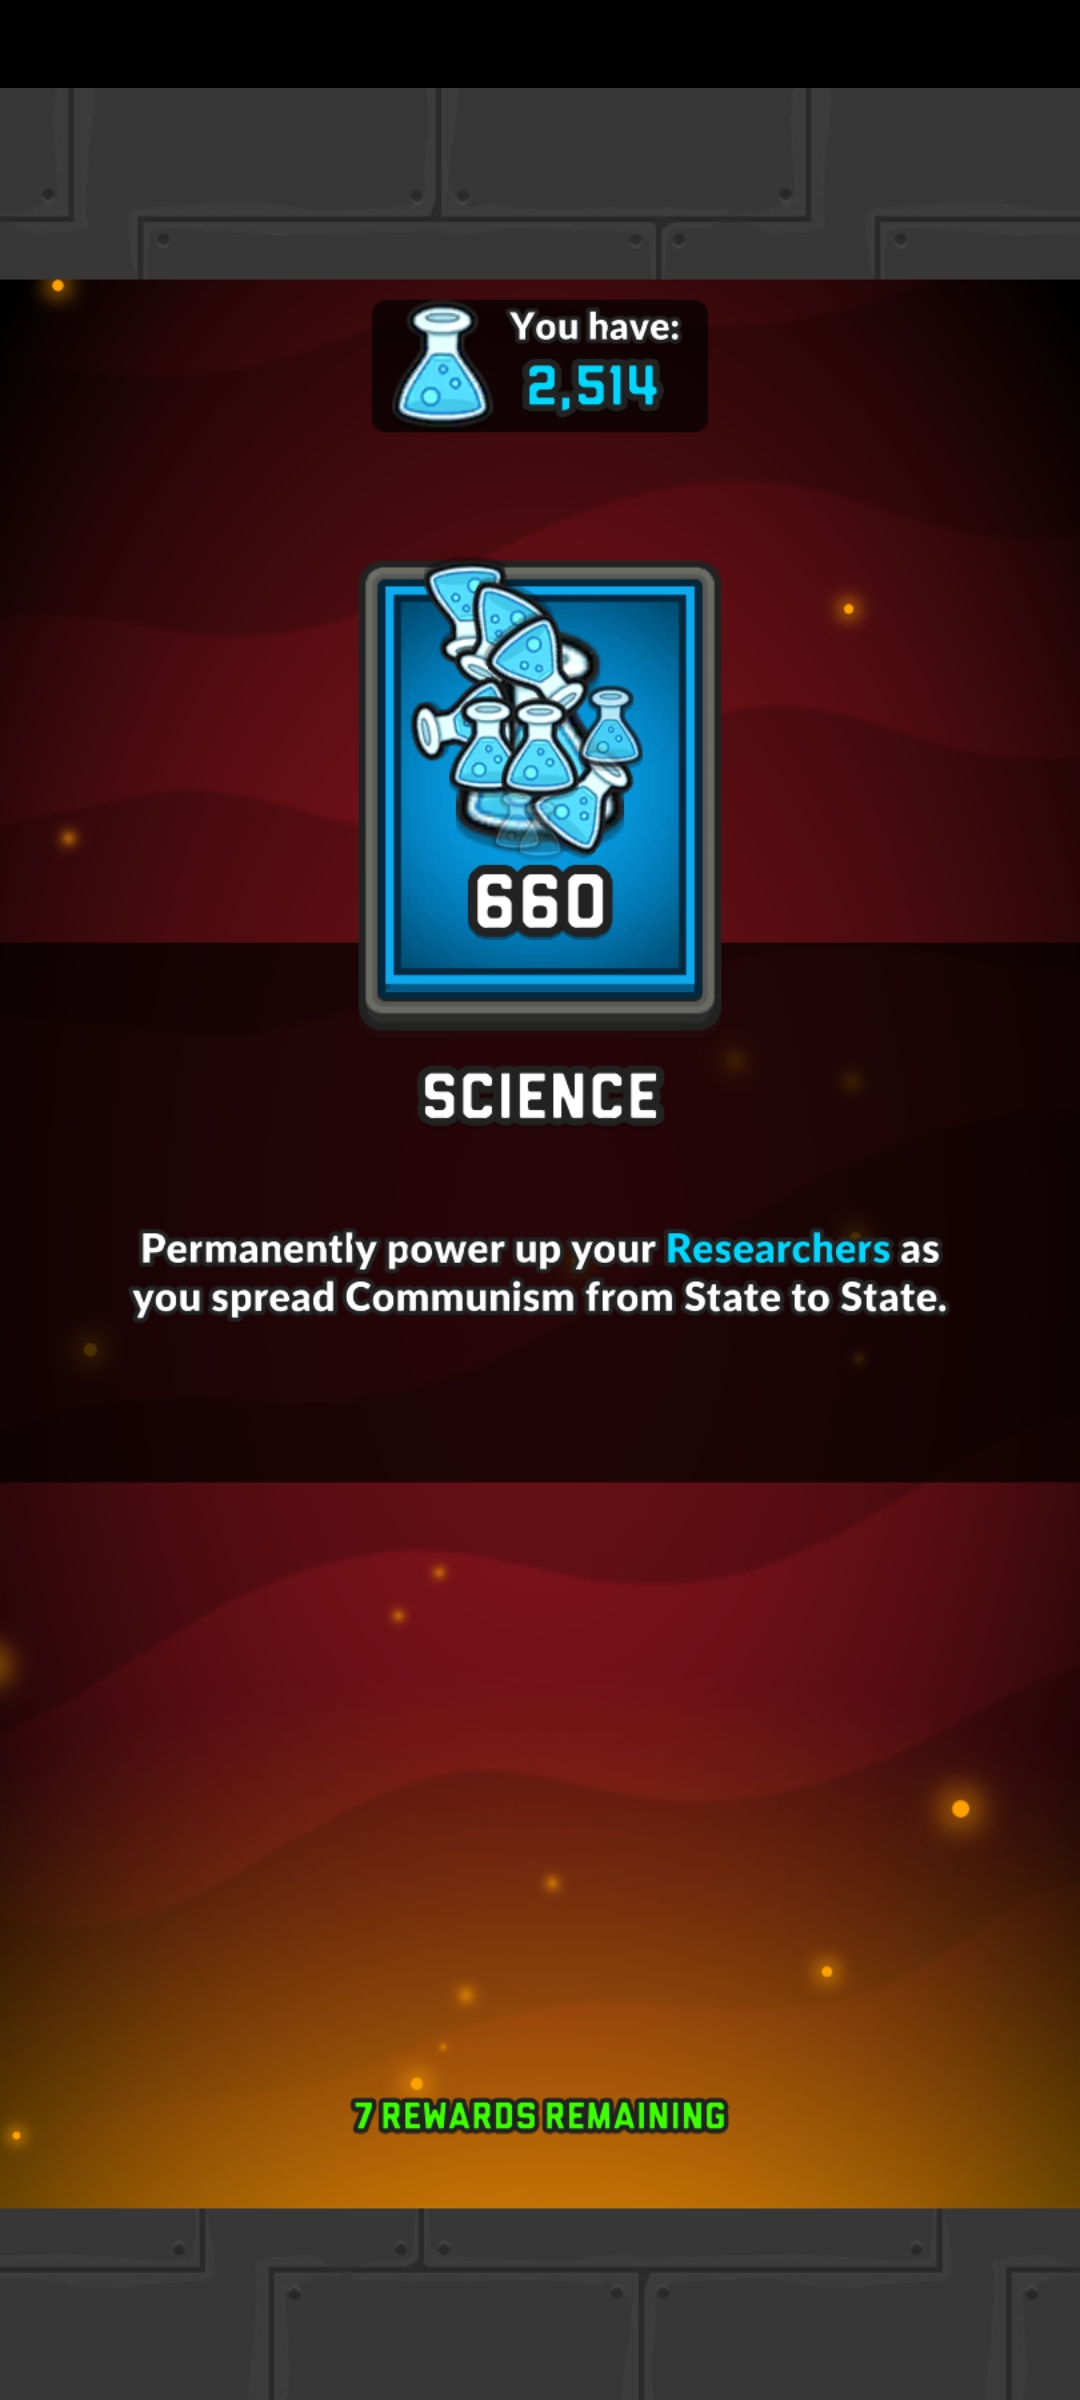 You have:
2,514
660
SCIENCE
Permanently power up your Researchers as
you spread Communism from State to State.
7 REWARDS REMAINING